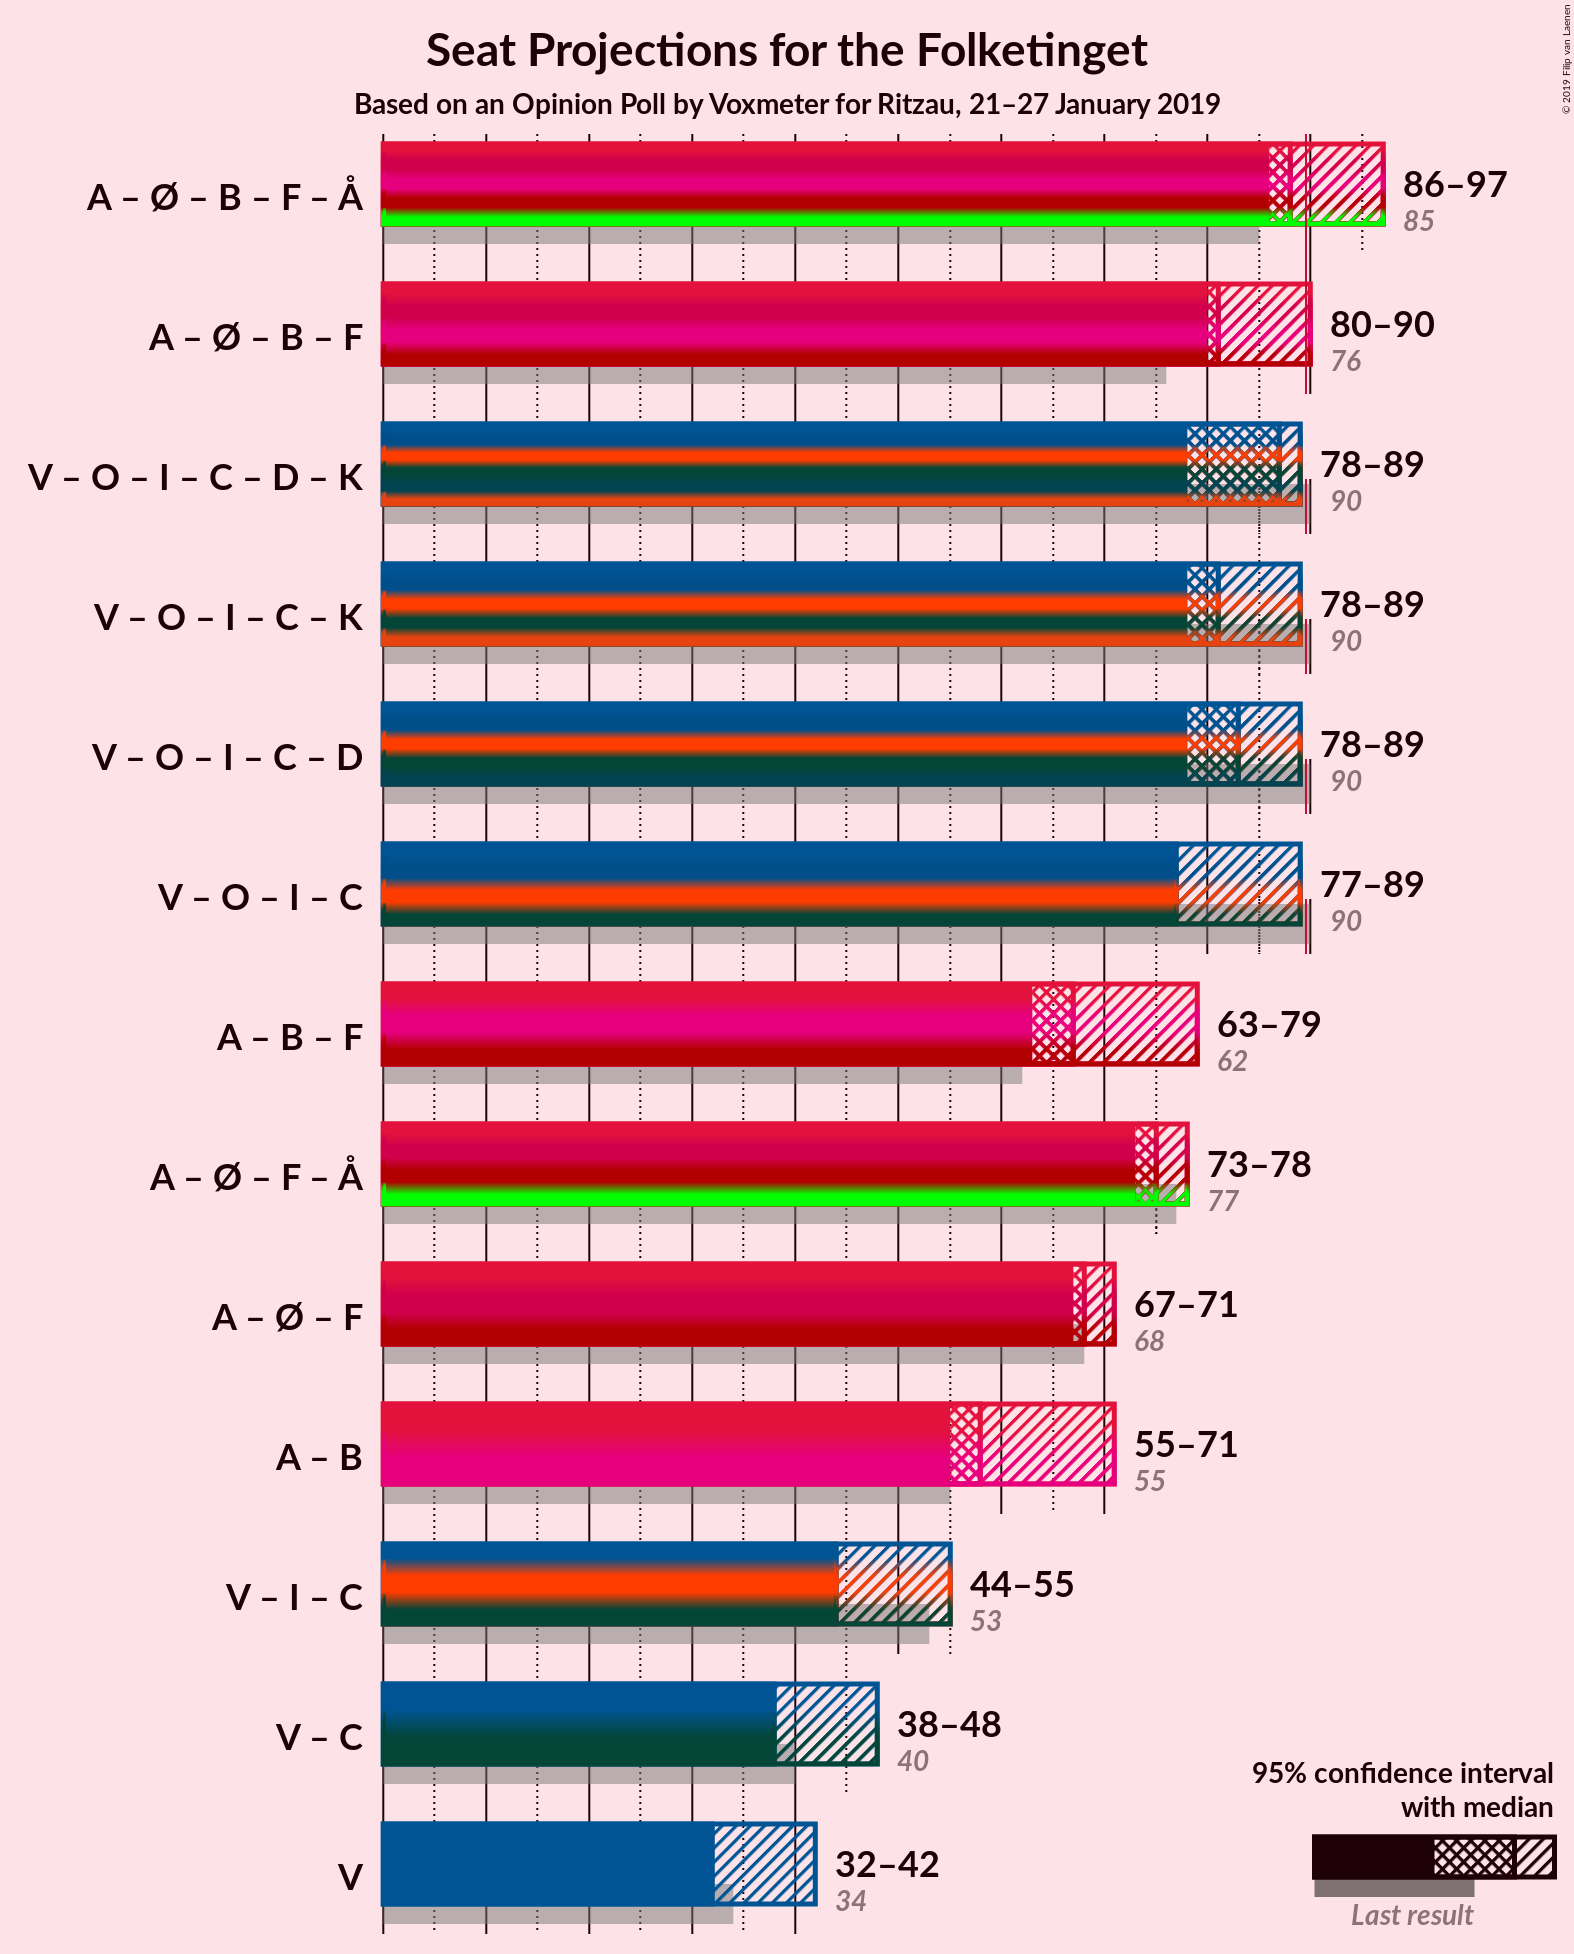 Seat Projections for the Folketinget
Based on an Opinion Poll by Voxmeter for Ritzau, 21–27 January 2019
© 2019 Filip van Laenen
A – Ø – B – F – Å
86–97
85
A – Ø – B – F
80–90
76
V – O – I – C – D – K
78–89
90
V – O – I – C – K
78–89
90
V – O – I – C – D
78–89
90
V – O – I – C
77–89
90
A – B – F
63–79
62
A – Ø – F – Å
73–78
77
A – Ø – F
67–71
68
A – B
55–71
55
V – I – C
44–55
53
V – C
38–48
40
V
32–42
34
95% confidence interval
with median
Last result